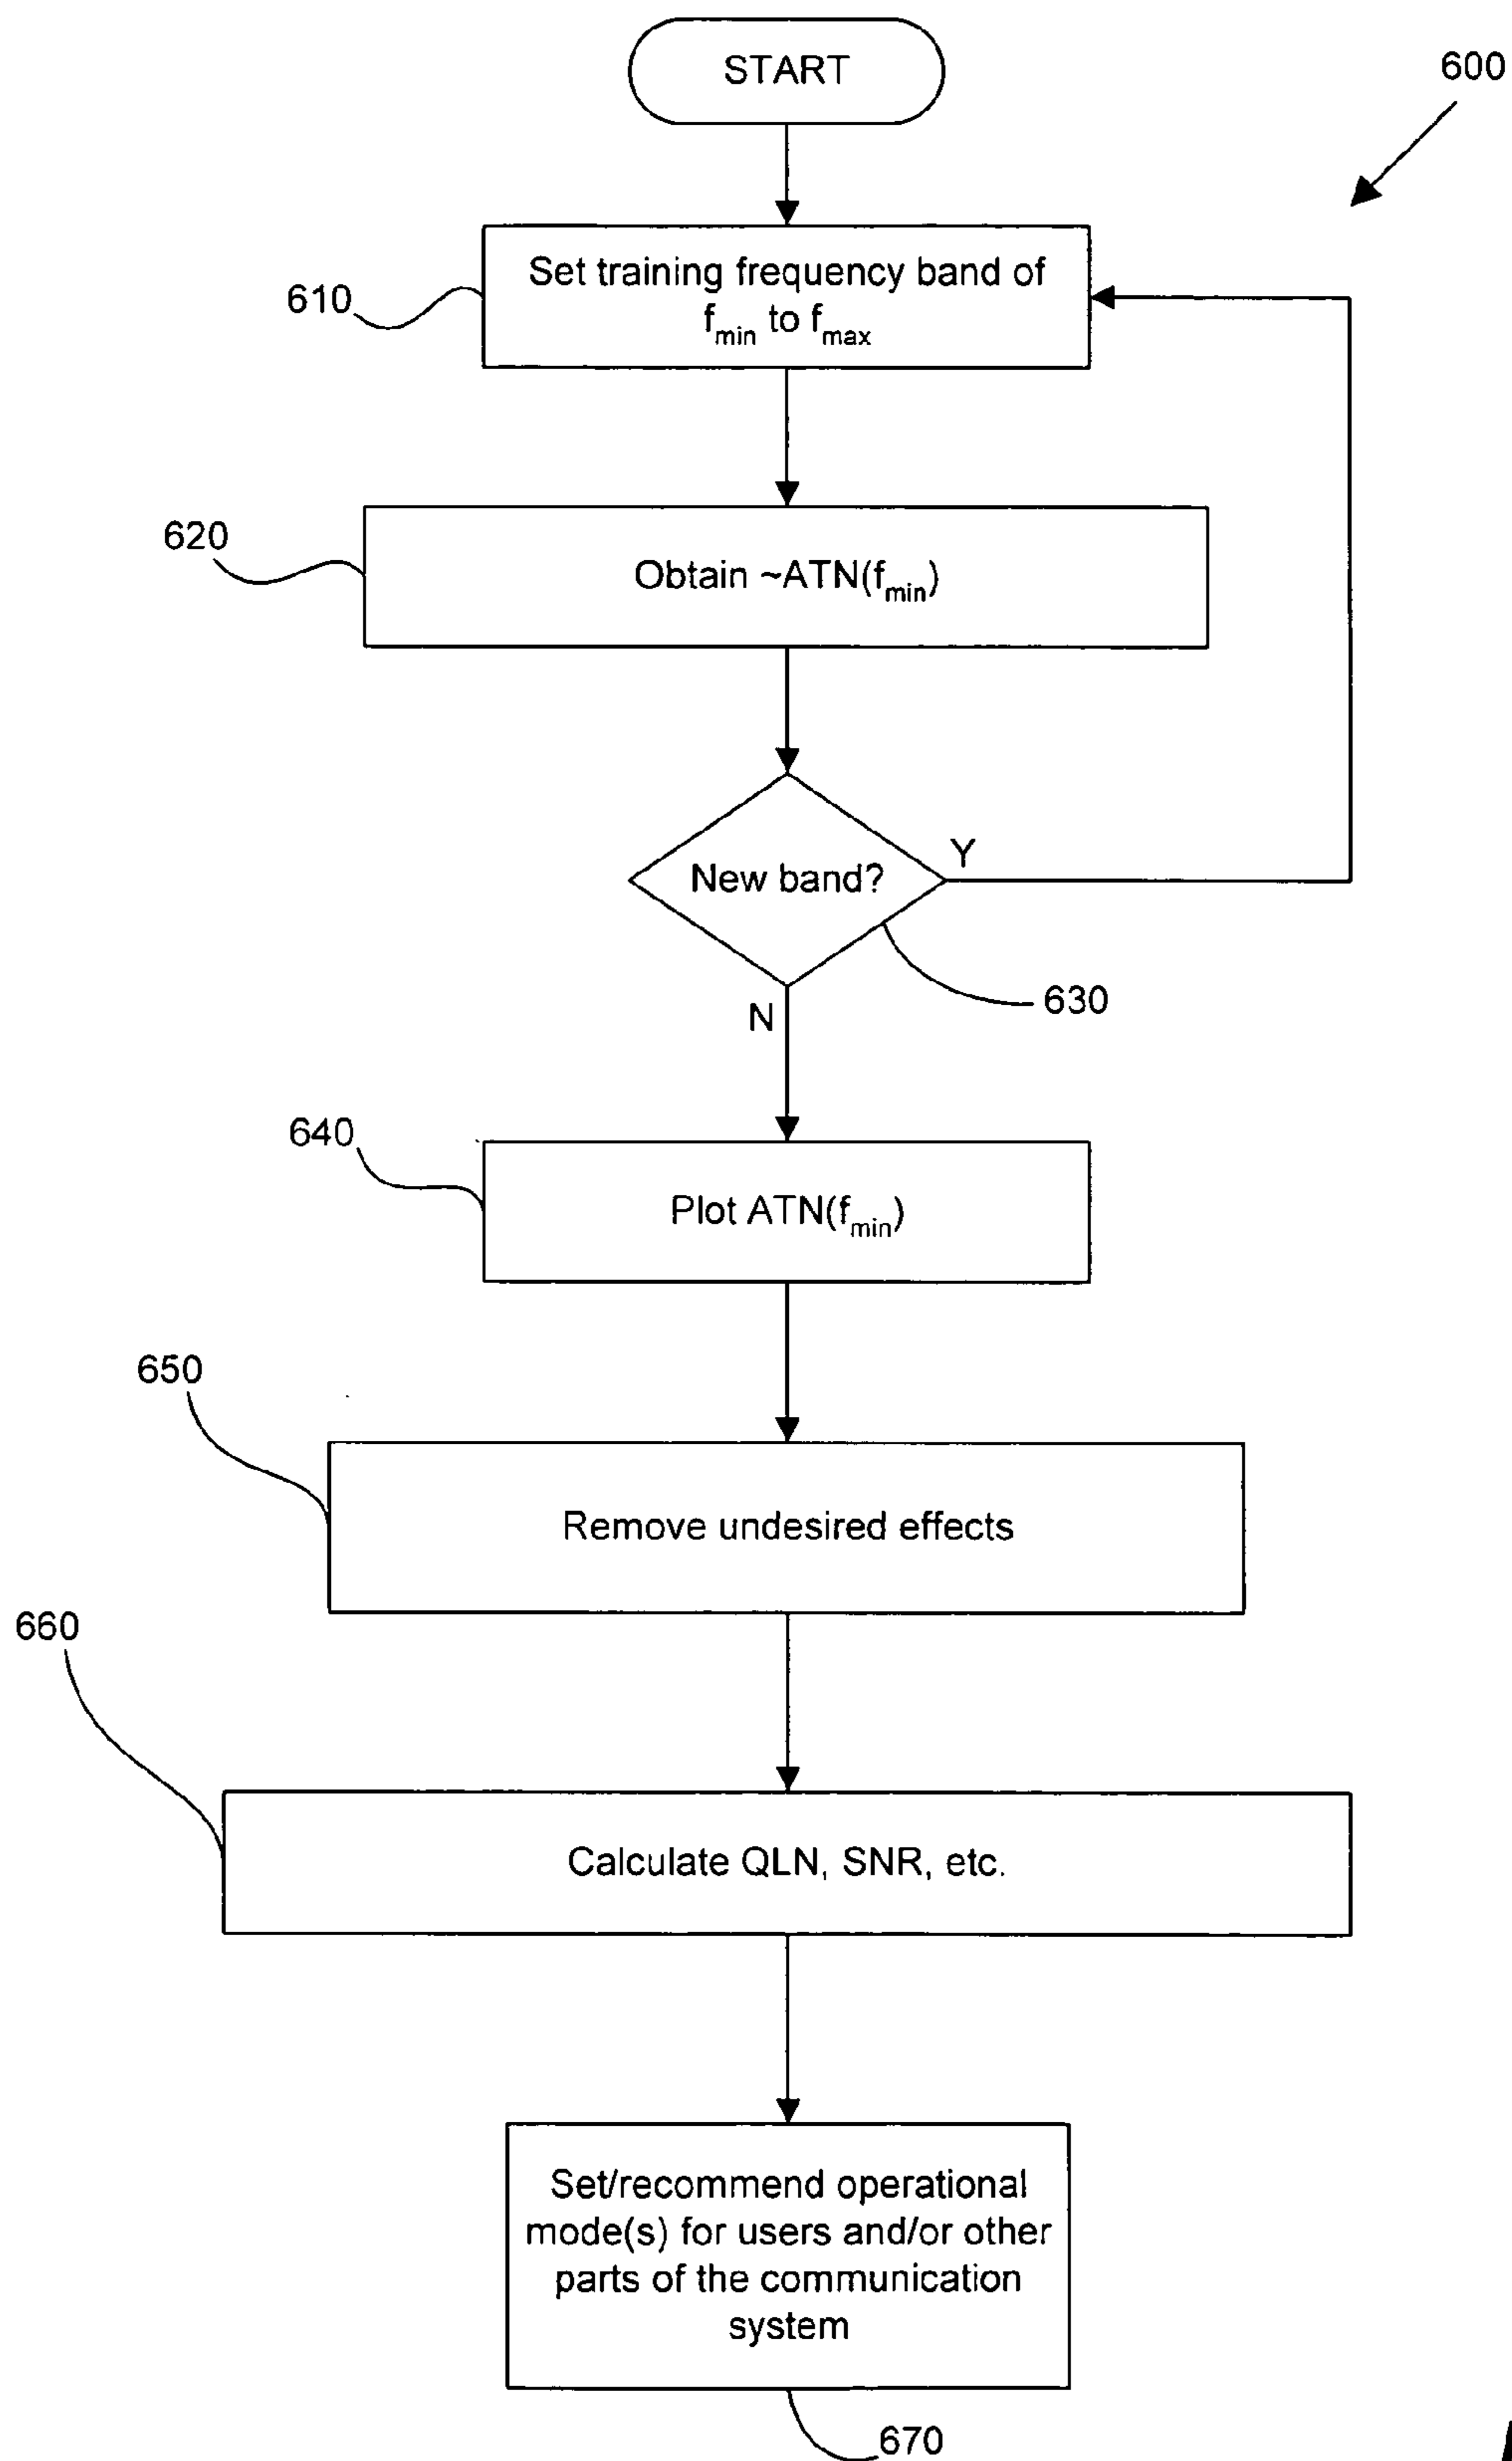 START
600
Set training frequency band of
fmin to fmax
610
620
Obtain ~ATN(fmin)
New band?
Y
630
N
640
Plot ATN(fmin)
650
Remove undesired effects
660
Calculate QLN, SNR, etc.
Set/recommend operational
mode(s) for users and/or other
parts of the communication
system
670